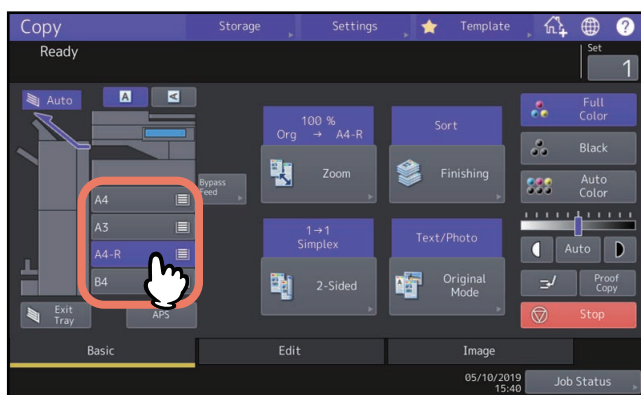 Copy
Storage
Settings
Template
?
Ready
Set
1
Auto
A
A
100 %
Org → A4-R
Sort
Full
Color
Zoom
Finishing
Black
Bypass
Feed
A4
A3
A4-R
B4
Auto
Color
1→1
Simplex
Text/Photo
Auto
2-Sided
Original
Mode
Proof
Copy
Exit
Tray
APS
Stop
Basic
Edit
Image
05/10/2019
15:40
Job Status